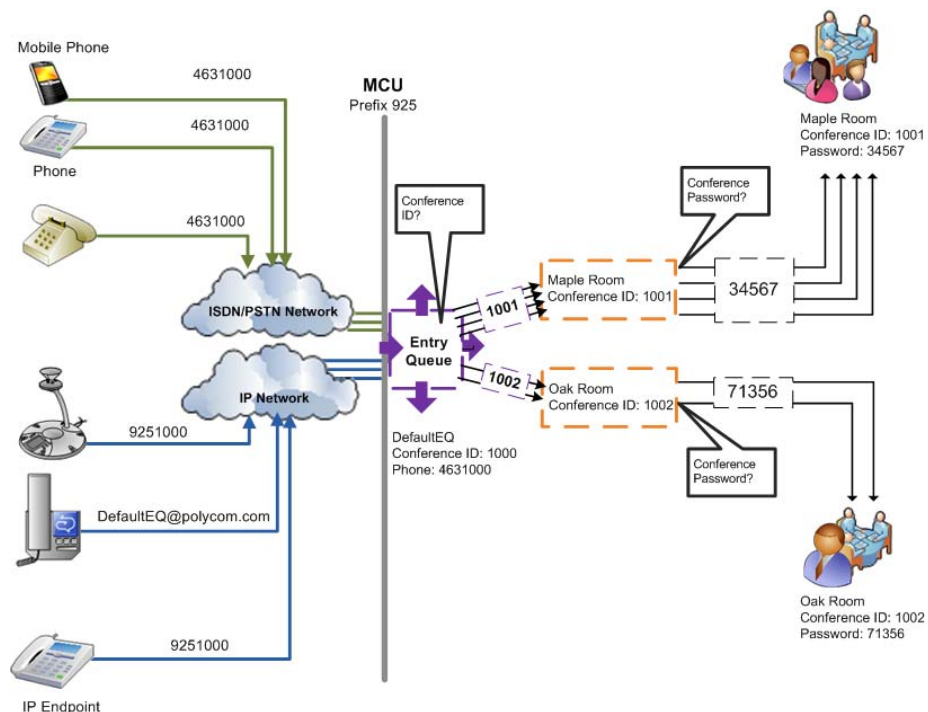 Mobile Phone
4631000
4631000
Phone
4631000
ISDN/PSTN Network
IP Network
9251000
DefaultEQ@polycom.com
9251000
IP Endpoint
MCU
Prefix 925
Conference
ID?
Entry
Queue
DefaultEQ
Conference ID: 1000
Phone: 4631000
1001
1002
Maple Room
Conference ID: 1001
Conference
Password?
34567
Oak Room
Conference ID: 1002
Conference
Password?
71356
Maple Room
Conference ID: 1001
Password: 34567
Oak Room
Conference ID: 1002
Password: 71356